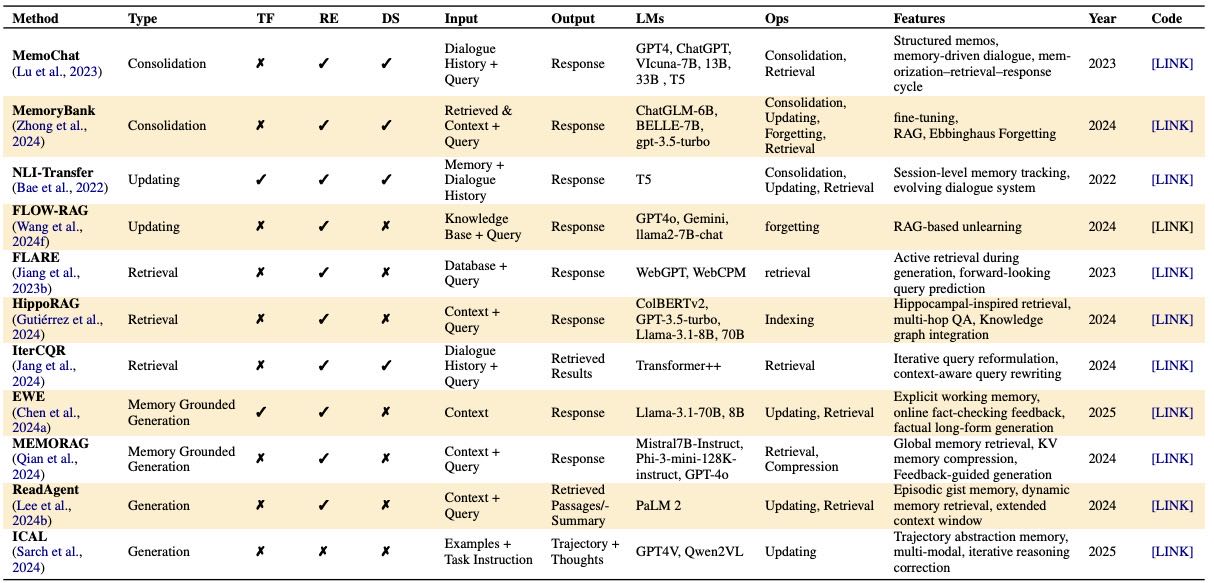 Method Type TF RE DS Input Output LMs Ops Features Year Code
MemoChat
(Lu et al., 2023)
Consolidation
✗ ✓ ✓
Dialogue
History +
Query
Response
GPT4, ChatGPT,
VIcuna-7B, 13B,
33B , T5
Consolidation,
Retrieval
Structured memos,
memory-driven dialogue, mem-
orization–retrieval–response
cycle
2023
[LINK]
MemoryBank
(Zhong et al.,
2024)
Consolidation
✗ ✓ ✓
Retrieved &
Context +
Query
Response
ChatGLM-6B,
BELLE-7B,
gpt-3.5-turbo
Consolidation,
Updating,
Forgetting,
Retrieval
fine-tuning,
RAG, Ebbinghaus Forgetting
2024
[LINK]
NLI-Transfer
(Bae et al., 2022)
Updating
✓ ✓ ✓
Memory +
Dialogue
History
Response
T5
Consolidation,
Updating, Retrieval
Session-level memory tracking,
evolving dialogue system
2022
[LINK]
FLOW-RAG
(Wang et al.,
2024f)
Updating
✗ ✓ ✗
Knowledge
Base + Query
Response
GPT4o, Gemini,
llama2-7B-chat
forgetting
RAG-based unlearning
2024
[LINK]
FLARE
(Jiang et al.,
2023b)
Retrieval
✗ ✓ ✗
Database +
Query
Response
WebGPT, WebCPM
retrieval
Active retrieval during
generation, forward-looking
query prediction
2023
[LINK]
HippoRAG
(Gutiérrez et al.,
2024)
Retrieval
✗ ✓ ✗
Context +
Query
Response
ColBERTv2,
GPT-3.5-turbo,
Llama-3.1-8B, 70B
Indexing
Hippocampal-inspired retrieval,
multi-hop QA, Knowledge
graph integration
2024
[LINK]
IterCQR
(Jang et al.,
2024)
Retrieval
✗ ✓ ✓
Dialogue
History +
Query
Retrieved
Results
Transformer++
Retrieval
Iterative query reformulation,
context-aware query rewriting
2024
[LINK]
EWE
(Chen et al.,
2024a)
Memory Grounded
Generation
✓ ✓ ✗
Context
Response
Llama-3.1-70B, 8B
Updating, Retrieval
Explicit working memory,
online fact-checking feedback,
factual long-form generation
2025
[LINK]
MEMORAG
(Qian et al.,
2024)
Memory Grounded
Generation
✗ ✓ ✗
Context +
Query
Response
Mistral7B-Instruct,
Phi-3-mini-128K-
instruct, GPT-4o
Retrieval,
Compression
Global memory retrieval, KV
memory compression,
Feedback-guided generation
2024
[LINK]
ReadAgent
(Lee et al.,
2024b)
Generation
✗ ✓ ✗
Context +
Query
Retrieved
Passages/-
Summary
PaLM 2
Updating, Retrieval
Episodic gist memory, dynamic
memory retrieval, extended
context window
2024
[LINK]
ICAL
(Sarch et al.,
2024)
Generation
✗ ✗ ✗
Examples +
Task Instruction
Trajectory +
Thoughts
GPT4V, Qwen2VL
Updating
Trajectory abstraction memory,
multi-modal, iterative reasoning
correction
2025
[LINK]